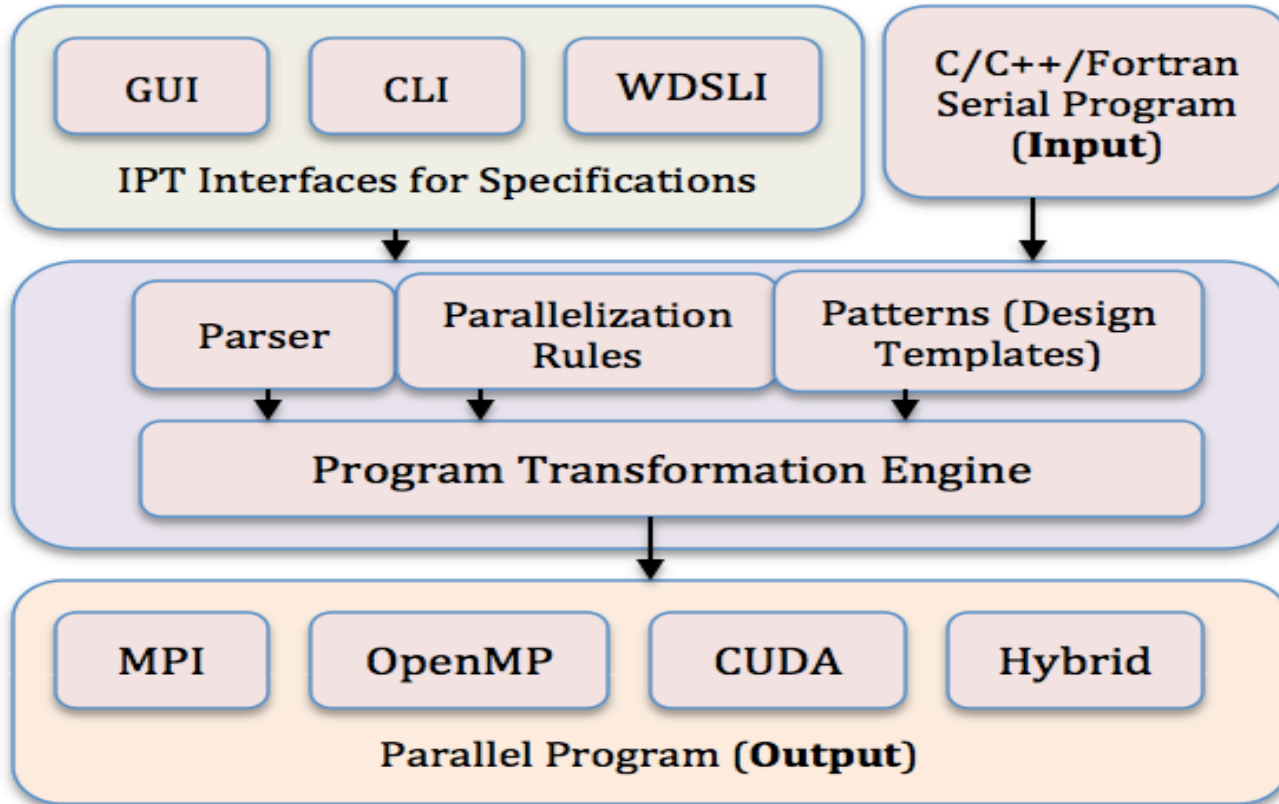 GUI
CLI
WDSLI
IPT Interfaces for Specifications
C/C++/Fortran
Serial Program
(Input)
Parser
Parallelization
Rules
Patterns (Design
Templates)
Program Transformation Engine
MPI
OpenMP
CUDA
Hybrid
Parallel Program (Output)